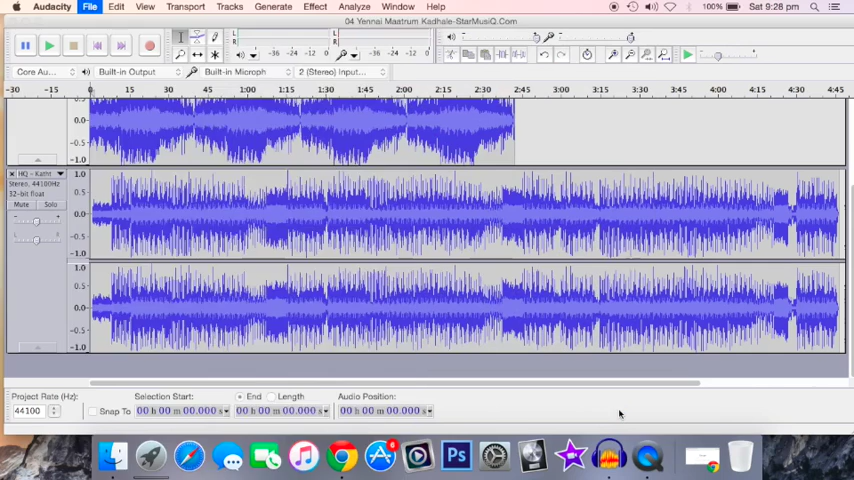 Audacity File Edit View Transport Tracks Generate Effect Analyze Window Help 100% Sat 9:28 pm
04 Yennai Maatrum Kadhale-StarMusiQ.Com
L
R
-36 -24 -12 0
L
R
-36 -24 -12 0
Core Au... Built-in Output Built-in Microph 2 (Stereo) Input...
-30 -15 0 15 30 45 1:00 1:15 1:30 1:45 2:00 2:15 2:30 2:45 3:00 3:15 3:30 3:45 4:00 4:15 4:30 4:45
0.5
0.0
-0.5
-1.0
HQ - Katht
Stereo, 44100Hz
32-bit float
Mute Solo
- +
L R
1.0
0.5
0.0
-0.5
-1.0
1.0
0.5
0.0
-0.5
-1.0
Project Rate (Hz): Selection Start: End Length Audio Position:
44100 Snap To 00 h 00 m 00.000 s 00 h 00 m 00.000 s 00 h 00 m 00.000 s
6
Ps